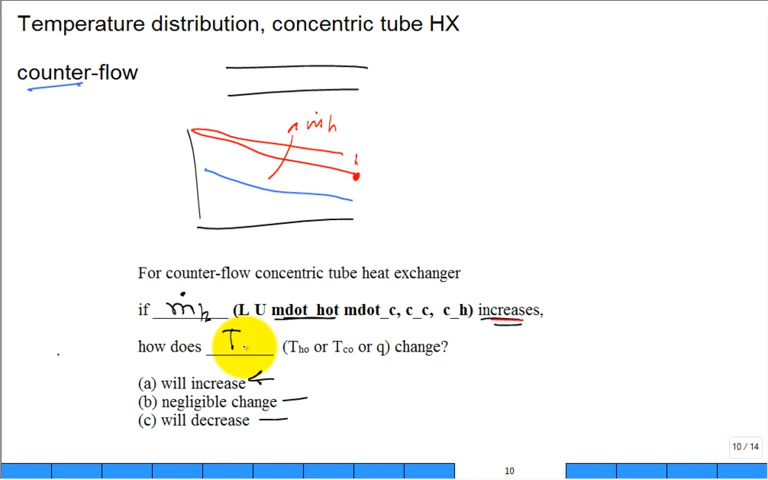 Temperature distribution, concentric tube HX
counter-flow
ṁh
For counter-flow concentric tube heat exchanger
if ṁh (L U mdot_hot mdot_c, c_c, c_h) increases,
how does T (Tho or Tco or q) change?
(a) will increase
(b) negligible change
(c) will decrease
10 / 14
10